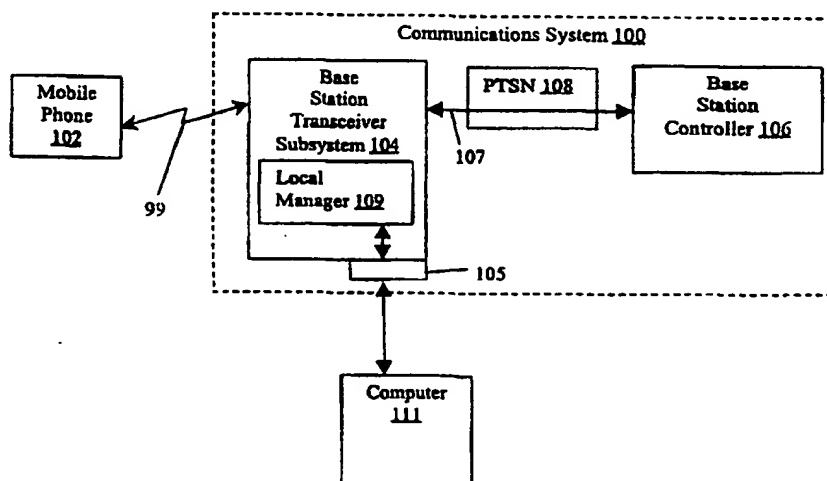 Communications System 100
Mobile
Phone
102
Base
Station
Transceiver
Subsystem 104
PTSN 108
Base
Station
Controller 106
107
Local
Manager 109
99
105
Computer
111